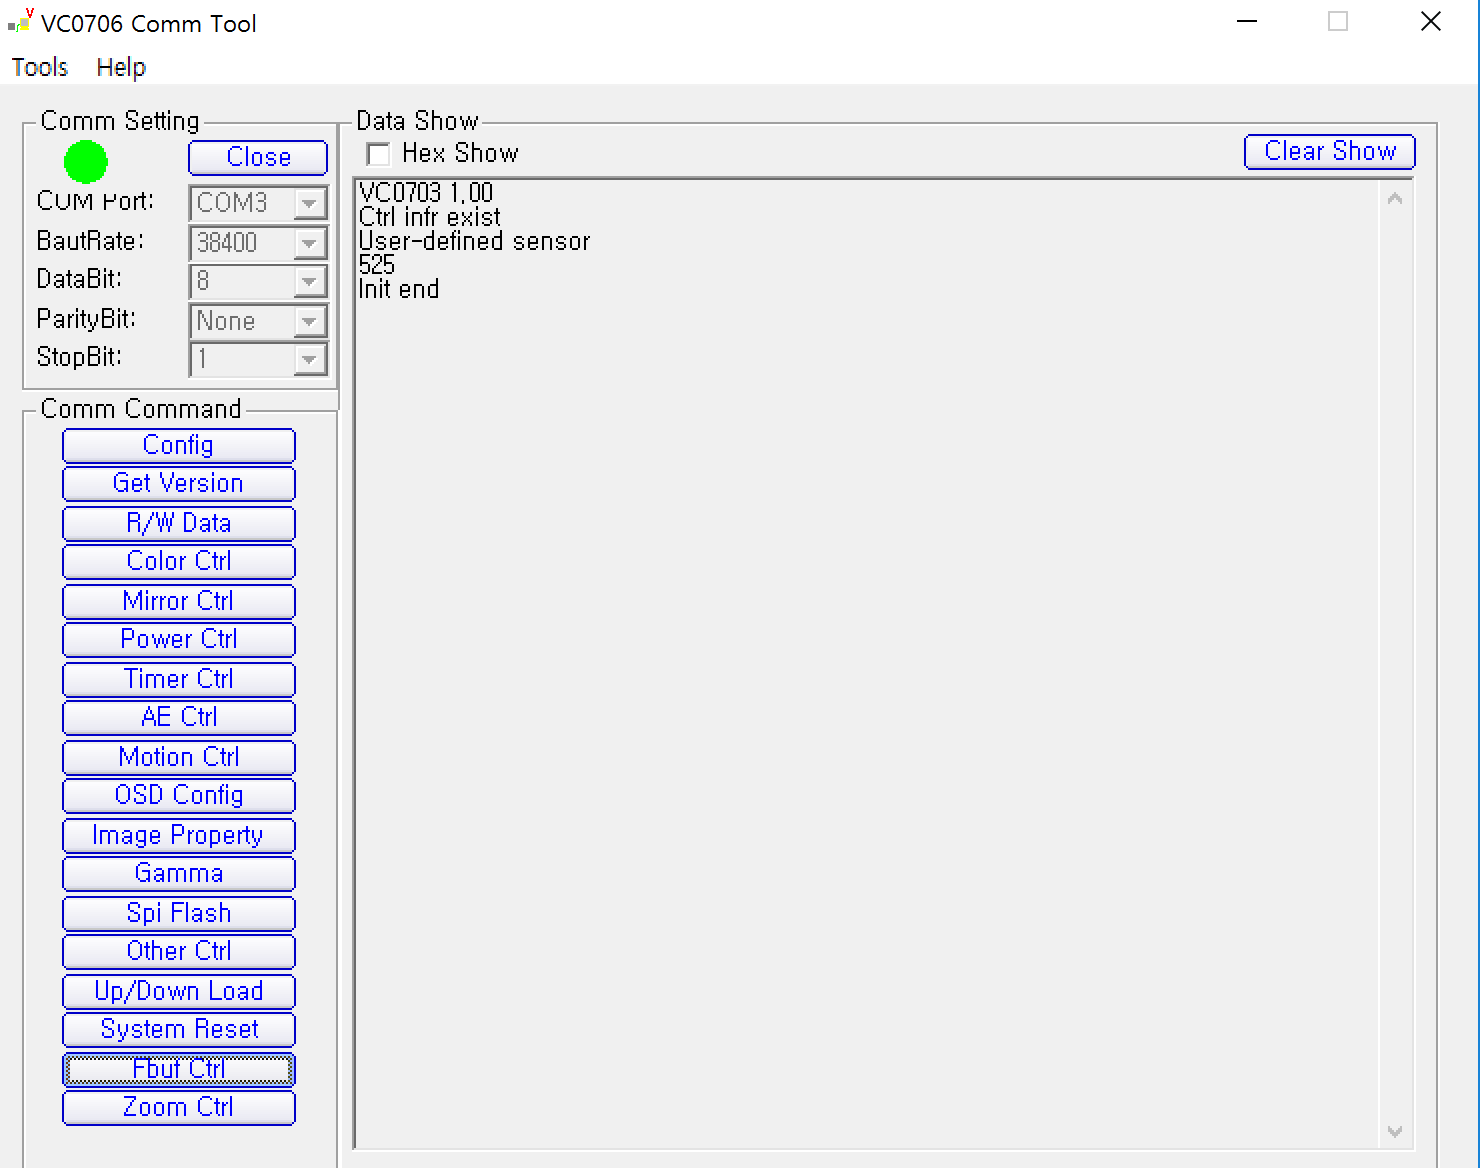 VC0706 Comm Tool
Tools Help
Comm Setting
Close
COM Port: COM3
BautRate: 38400
DataBit: 8
ParityBit: None
StopBit: 1
Comm Command
Config
Get Version
R/W Data
Color Ctrl
Mirror Ctrl
Power Ctrl
Timer Ctrl
AE Ctrl
Motion Ctrl
OSD Config
Image Property
Gamma
Spi Flash
Other Ctrl
Up/Down Load
System Reset
Fbuf Ctrl
Zoom Ctrl
Data Show
Hex Show
Clear Show
VC0703 1.00
Ctrl infr exist
User-defined sensor
525
Init end